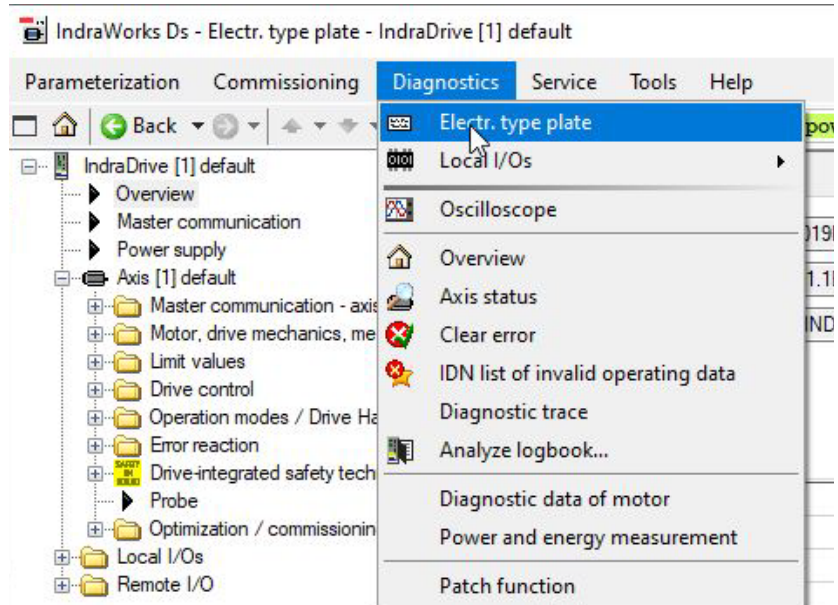 IndraWorks Ds - Electr. type plate - IndraDrive [1] default
Parameterization Commissioning Diagnostics Service Tools Help
Back
IndraDrive [1] default
Overview
Master communication
Power supply
Axis [1] default
Master communication - axis
Motor, drive mechanics, me
Limit values
Drive control
Operation modes / Drive Ha
Error reaction
Drive-integrated safety tech
Probe
Optimization / commissionin
Local I/Os
Remote I/O
Electr. type plate
Local I/Os
Oscilloscope
Overview
Axis status
Clear error
IDN list of invalid operating data
Diagnostic trace
Analyze logbook...
Diagnostic data of motor
Power and energy measurement
Patch function
pov
IND